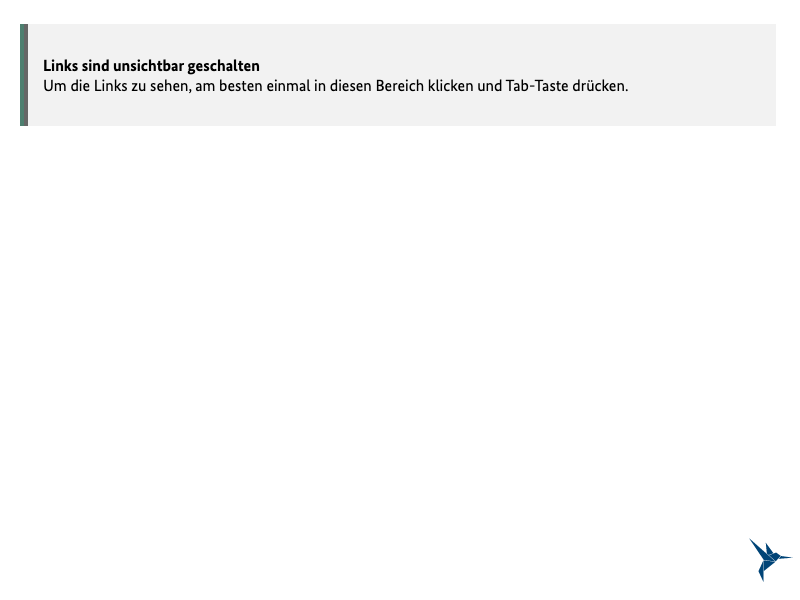 Links sind unsichtbar geschalten
Um die Links zu sehen, am besten einmal in diesen Bereich klicken und Tab-Taste drücken.